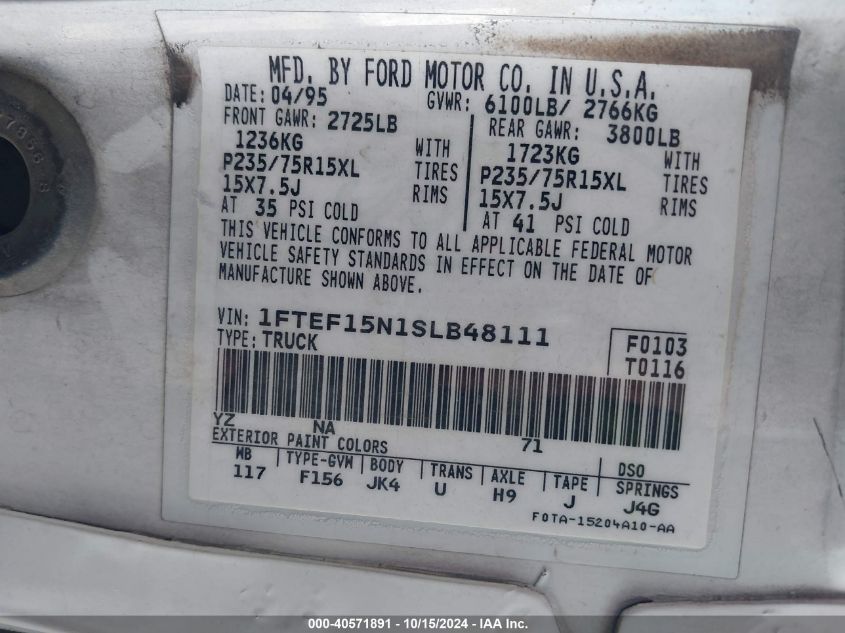 MFD. BY FORD MOTOR CO. IN U.S.A.
DATE: 04/95 GVWR: 6100LB/ 2766KG
FRONT GAWR: 2725LB REAR GAWR: 3800LB
1236KG WITH 1723KG WITH
P235/75R15XL TIRES P235/75R15XL TIRES
15X7.5J RIMS 15X7.5J RIMS
AT 35 PSI COLD AT 41 PSI COLD
THIS VEHICLE CONFORMS TO ALL APPLICABLE FEDERAL MOTOR
VEHICLE SAFETY STANDARDS IN EFFECT ON THE DATE OF
MANUFACTURE SHOWN ABOVE.
VIN: 1FTEF15N1SLB48111 F0103
TYPE: TRUCK T0116
YZ NA 71
EXTERIOR PAINT COLORS DSO
WB TYPE-GVW BODY TRANS AXLE TAPE SPRINGS
117 F156 JK4 U H9 J J4G
F0TA-15204A10-AA
000-40571891 - 10/15/2024 - IAA Inc.